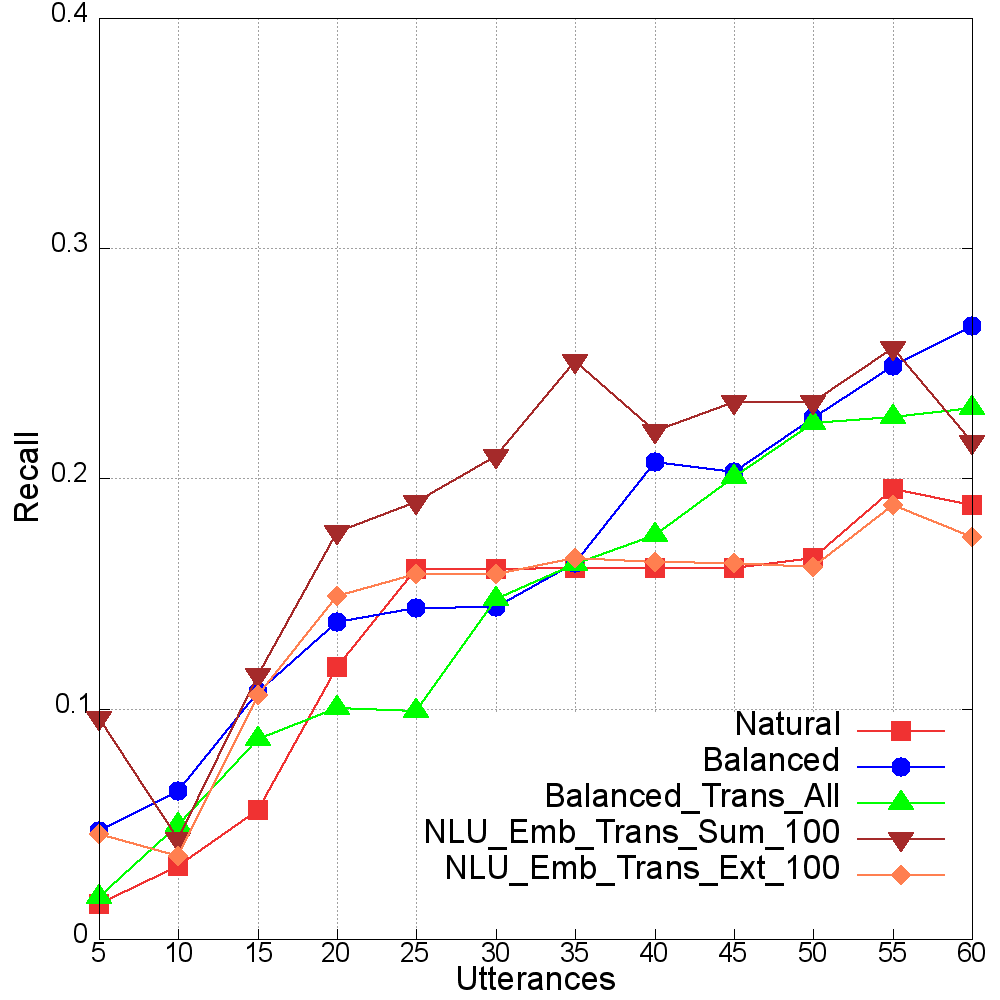 0.4
0.3
0.2
0.1
0
Recall
5 10 15 20 25 30 35 40 45 50 55 60
Utterances
Natural
Balanced
Balanced_Trans_All
NLU_Emb_Trans_Sum_100
NLU_Emb_Trans_Ext_100